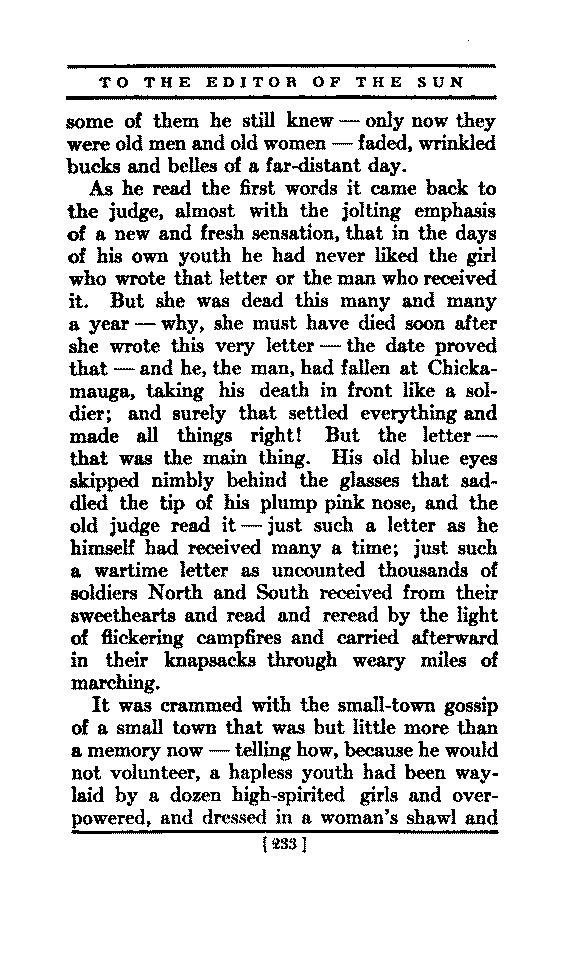 TO THE EDITOR OF THE SUN
some of them he still knew — only now they
were old men and old women — faded, wrinkled
bucks and belles of a far-distant day.
As he read the first words it came back to
the judge, almost with the jolting emphasis
of a new and fresh sensation, that in the days
of his own youth he had never liked the girl
who wrote that letter or the man who received
it. But she was dead this many and many
a year — why, she must have died soon after
she wrote this very letter — the date proved
that — and he, the man, had fallen at Chicka-
mauga, taking his death in front like a sol-
dier; and surely that settled everything and
made all things right! But the letter —
that was the main thing. His old blue eyes
skipped nimbly behind the glasses that sad-
dled the tip of his plump pink nose, and the
old judge read it — just such a letter as he
himself had received many a time; just such
a wartime letter as uncounted thousands of
soldiers North and South received from their
sweethearts and read and reread by the light
of flickering campfires and carried afterward
in their knapsacks through weary miles of
marching.
It was crammed with the small-town gossip
of a small town that was but little more than
a memory now — telling how, because he would
not volunteer, a hapless youth had been way-
laid by a dozen high-spirited girls and over-
powered, and dressed in a woman's shawl and
[ 233 ]